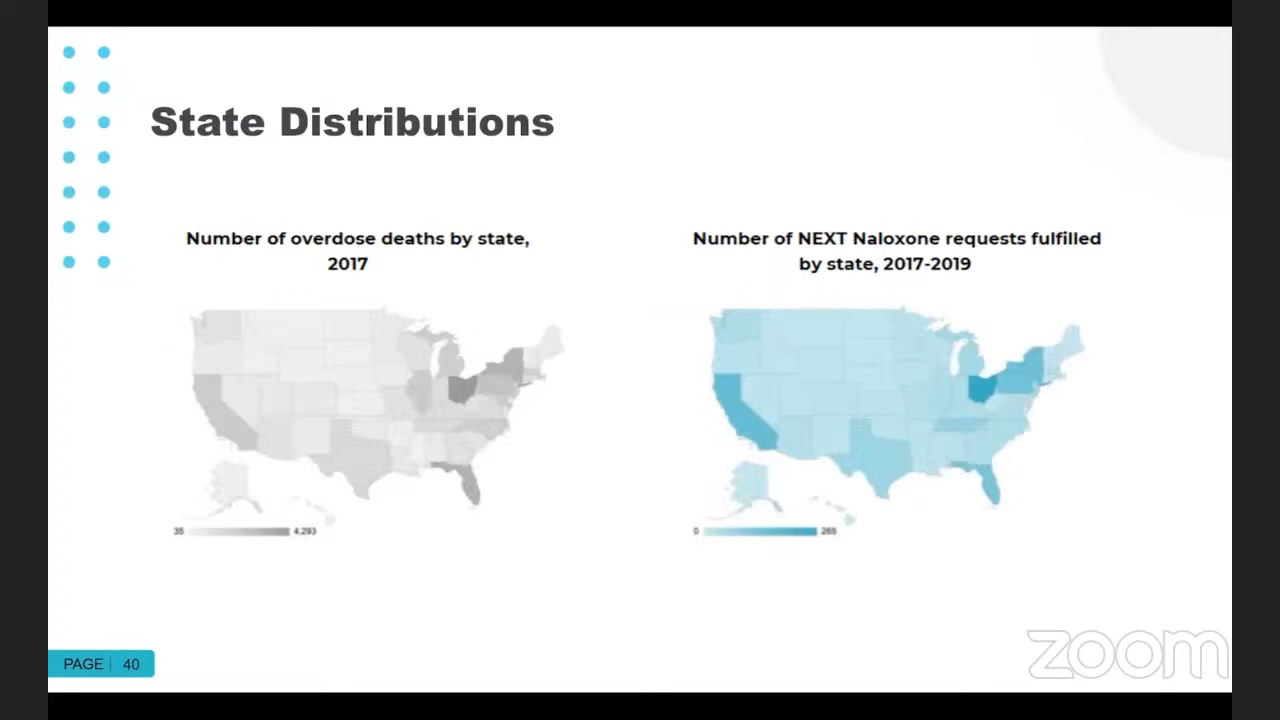 State Distributions
Number of overdose deaths by state,
2017
Number of NEXT Naloxone requests fulfilled
by state, 2017-2019
35
4,293
0
265
PAGE 40
zoom